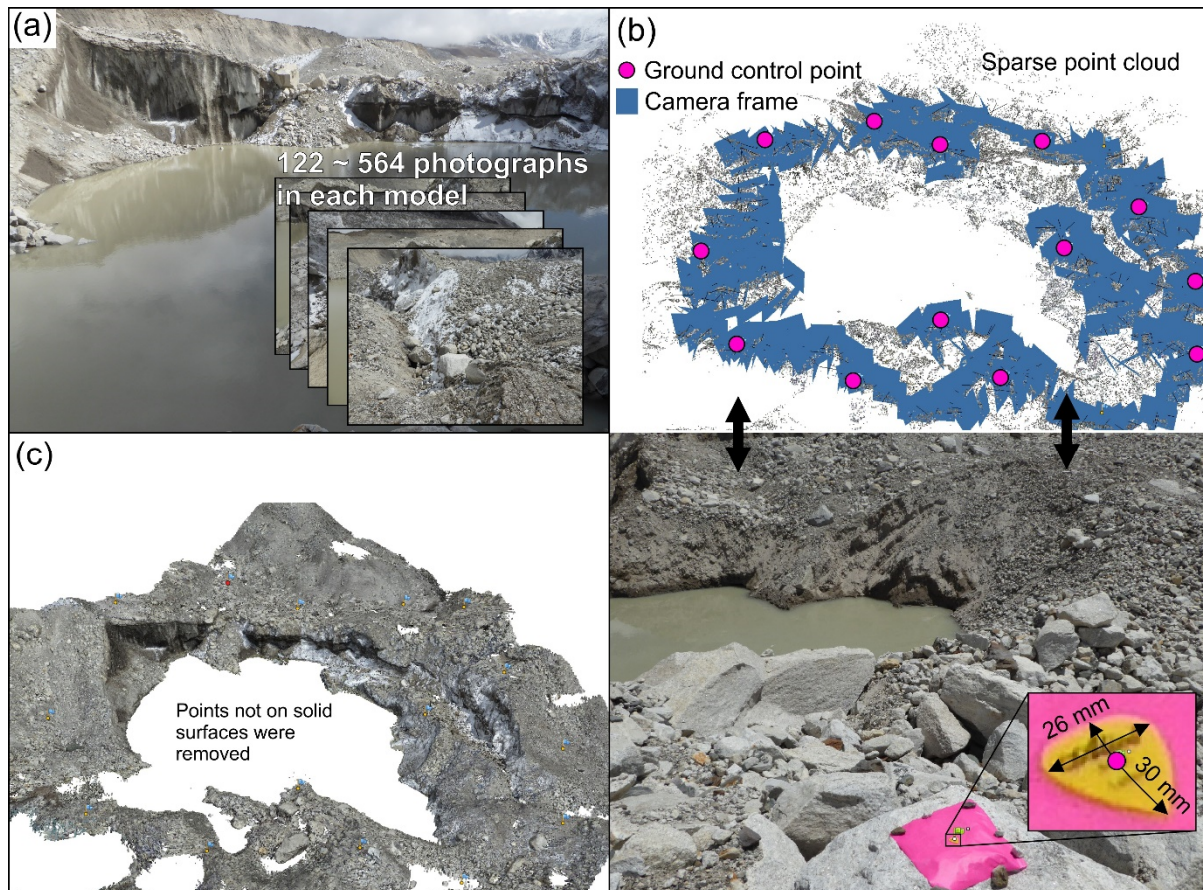 (a)
122 ~ 564 photographs
in each model
(b)
Sparse point cloud
Ground control point
Camera frame
(c)
Points not on solid
surfaces were
removed
26 mm
30 mm